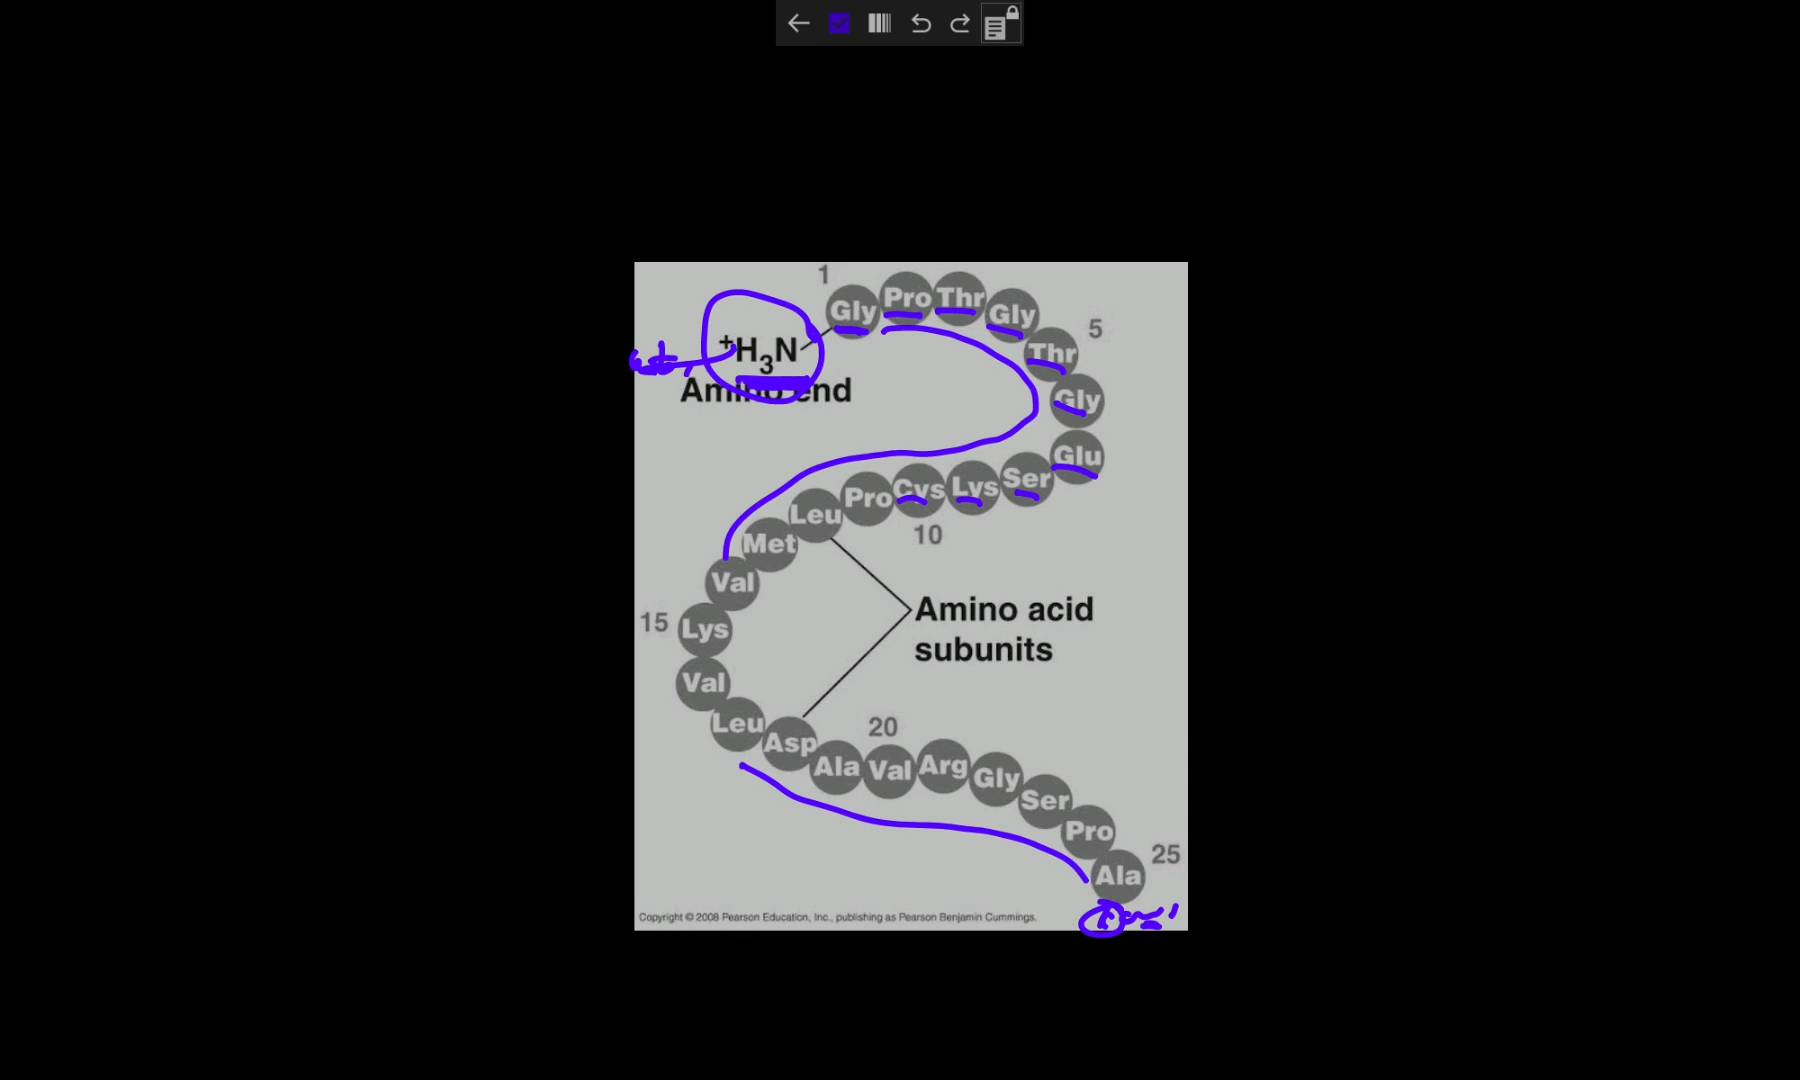 1
Gly Pro Thr Gly
5
Thr
+H3N
Amino end
Gly
Glu
Leu Pro Cys Lys Ser
10
Met
Val
Amino acid
subunits
15 Lys
Val
Leu
20
Asp Ala Val Arg Gly
Ser
Pro
25
Ala
Copyright © 2008 Pearson Education, Inc., publishing as Pearson Benjamin Cummings.